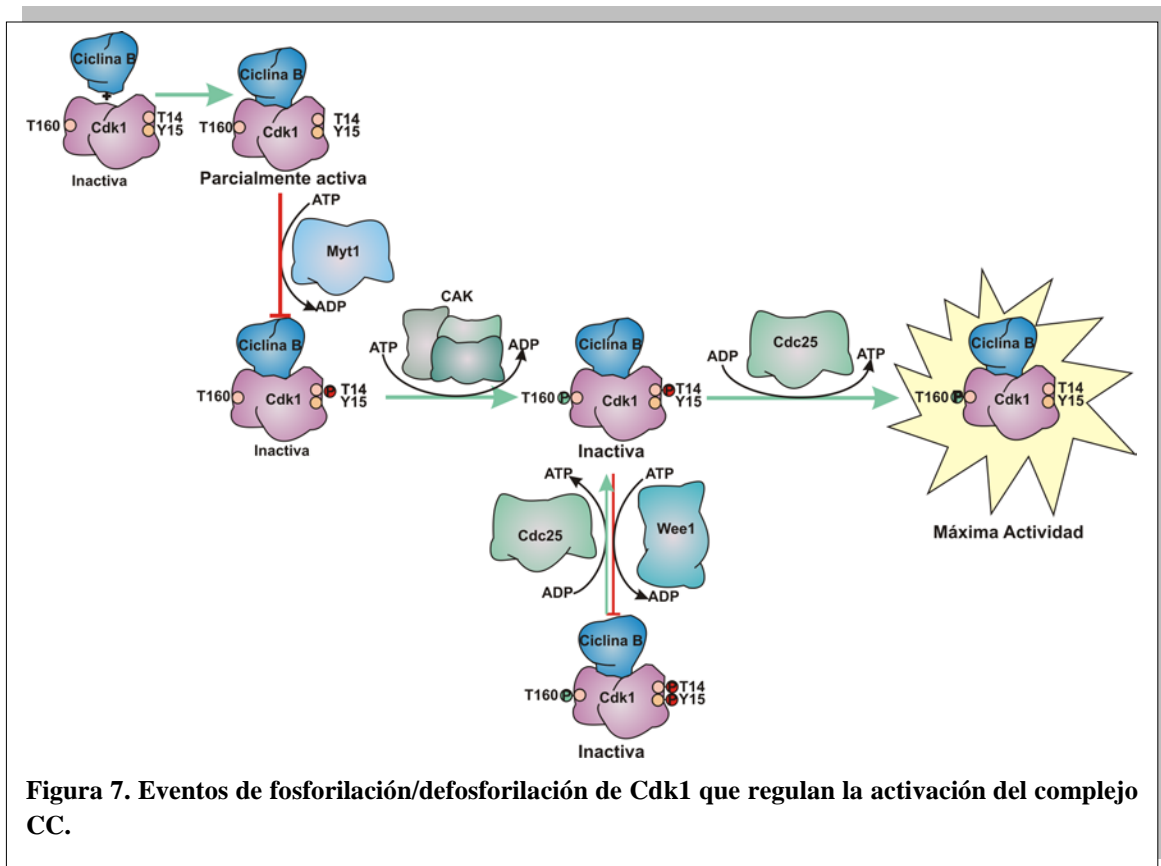 Ciclina B
+
T160
Cdk1
T14
Y15
Inactiva
Ciclina B
T160
Cdk1
T14
Y15
Parcialmente activa
ATP
Myt1
ADP
Ciclina B
T160
Cdk1
P
T14
Y15
Inactiva
CAK
ATP
ADP
Ciclina B
T160
P
Cdk1
P
T14
Y15
Inactiva
ADP
Cdc25
ATP
Ciclina B
T160
P
Cdk1
T14
Y15
Máxima Actividad
ATP
Cdc25
ADP
ATP
Wee1
ADP
Ciclina B
T160
P
Cdk1
P
T14
P
Y15
Inactiva
Figura 7. Eventos de fosforilación/defosforilación de Cdk1 que regulan la activación del complejo
CC.